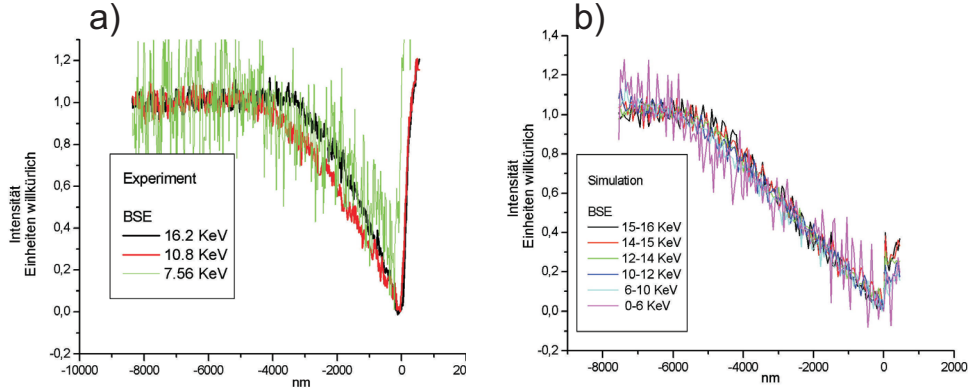 a)
Intensität
Einheiten willkürlich
1,2
1,0
0,8
0,6
0,4
0,2
0,0
-0,2
Experiment
BSE
16.2 KeV
10.8 KeV
7.56 KeV
-10000 -8000 -6000 -4000 -2000 0
nm
b)
Intensität
Einheiten willkürlich
1,4
1,2
1,0
0,8
0,6
0,4
0,2
0,0
-0,2
Simulation
BSE
15-16 KeV
14-15 KeV
12-14 KeV
10-12 KeV
6-10 KeV
0-6 KeV
-8000 -6000 -4000 -2000 0 2000
nm